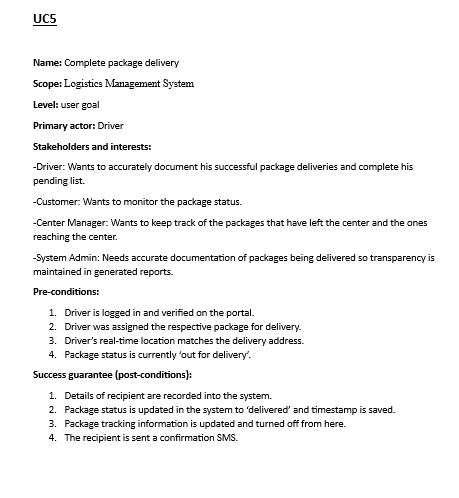 UC5
Name: Complete package delivery
Scope: Logistics Management System
Level: user goal
Primary actor: Driver
Stakeholders and interests:
-Driver: Wants to accurately document his successful package deliveries and complete his
pending list.
-Customer: Wants to monitor the package status.
-Center Manager: Wants to keep track of the packages that have left the center and the ones
reaching the center.
-System Admin: Needs accurate documentation of packages being delivered so transparency is
maintained in generated reports.
Pre-conditions:
1. Driver is logged in and verified on the portal.
2. Driver was assigned the respective package for delivery.
3. Driver's real-time location matches the delivery address.
4. Package status is currently 'out for delivery'.
Success guarantee (post-conditions):
1. Details of recipient are recorded into the system.
2. Package status is updated in the system to 'delivered' and timestamp is saved.
3. Package tracking information is updated and turned off from here.
4. The recipient is sent a confirmation SMS.